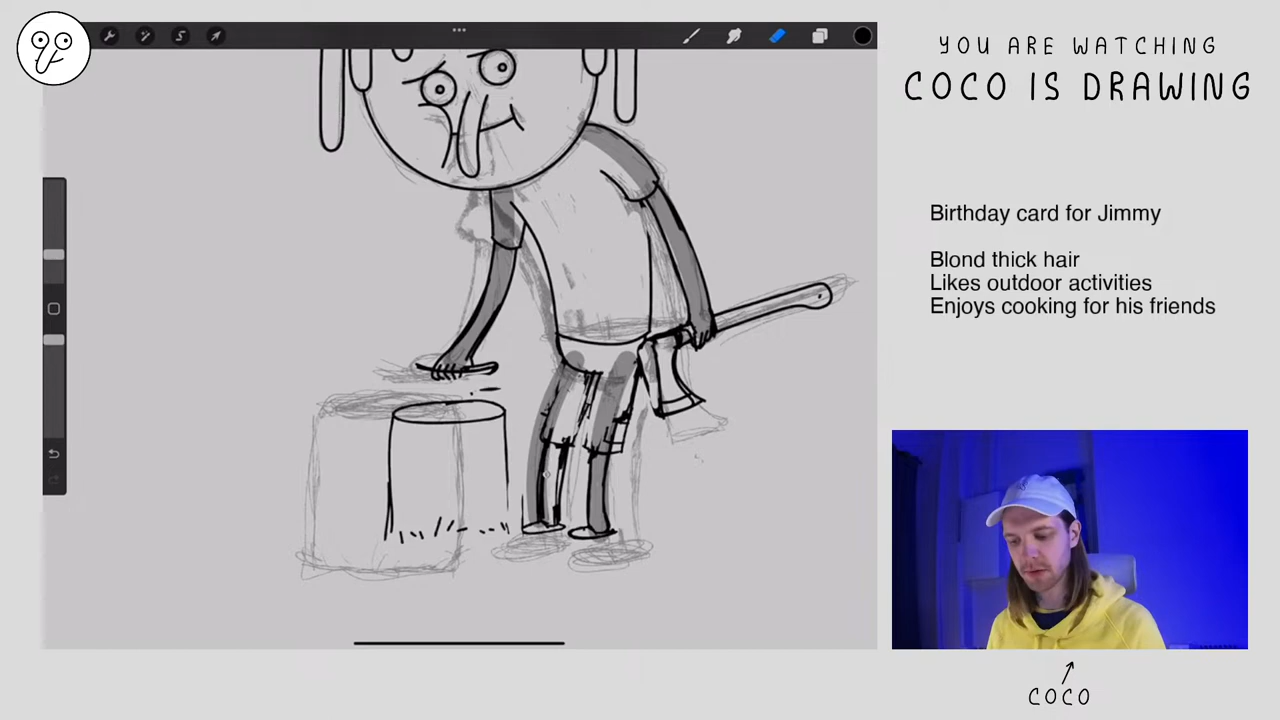 YOU ARE WATCHING
COCO IS DRAWING
Birthday card for Jimmy
Blond thick hair
Likes outdoor activities
Enjoys cooking for his friends
COCO